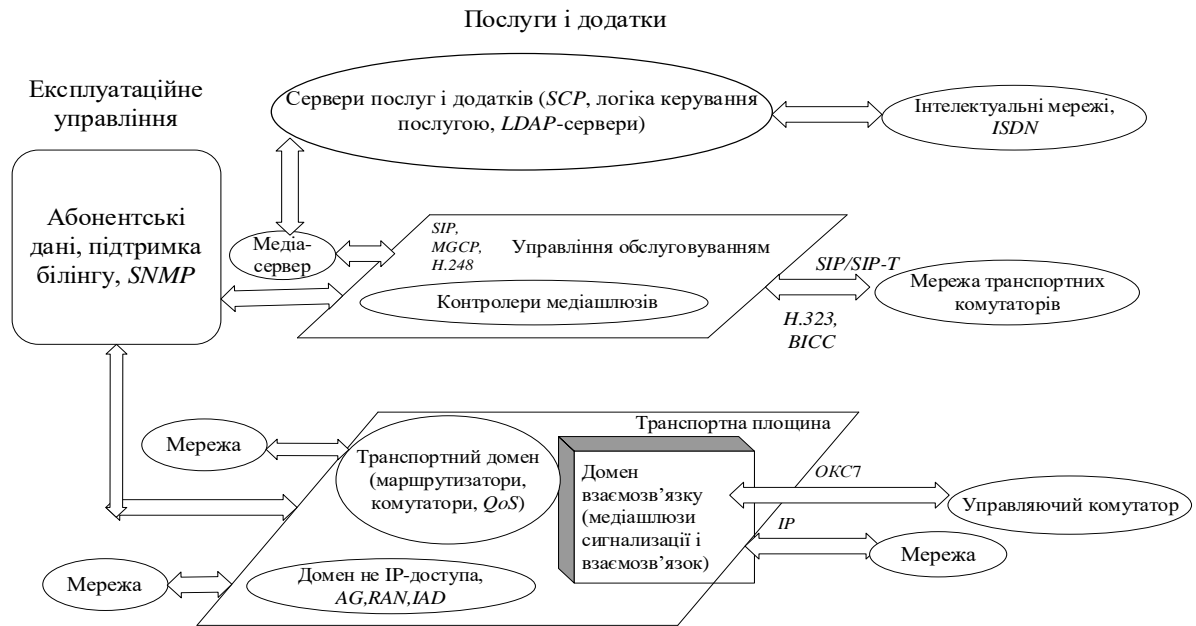 Послуги і додатки
Експлуатаційне
управління
Сервери послуг і додатків (SCP, логіка керування
послугою, LDAP-сервери)
Інтелектуальні мережі,
ISDN
Абонентські
дані, підтримка
білінгу, SNMP
Медіа-
сервер
SIP,
MGCP,
H.248
Управління обслуговуванням
Контролери медіашлюзів
SIP/SIP-T
H.323,
BICC
Мережа транспортних
комутаторів
Транспортна площина
Мережа
Транспортний домен
(маршрутизатори,
комутатори, QoS)
Домен
взаємозв’язку
(медіашлюзи
сигналізації і
взаємозв’язок)
ОКС7
Управляючий комутатор
IP
Мережа
Мережа
Домен не IP-доступа,
AG,RAN,IAD